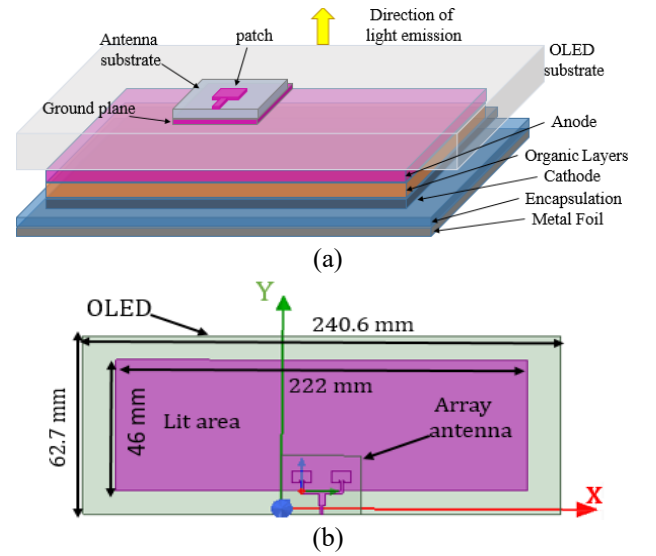 Direction of
light emission
Antenna
substrate
patch
OLED
substrate
Ground plane
Anode
Organic Layers
Cathode
Encapsulation
Metal Foil
(a)
Y
OLED
240.6 mm
222 mm
62.7 mm
46 mm
Lit area
Array
antenna
X
(b)